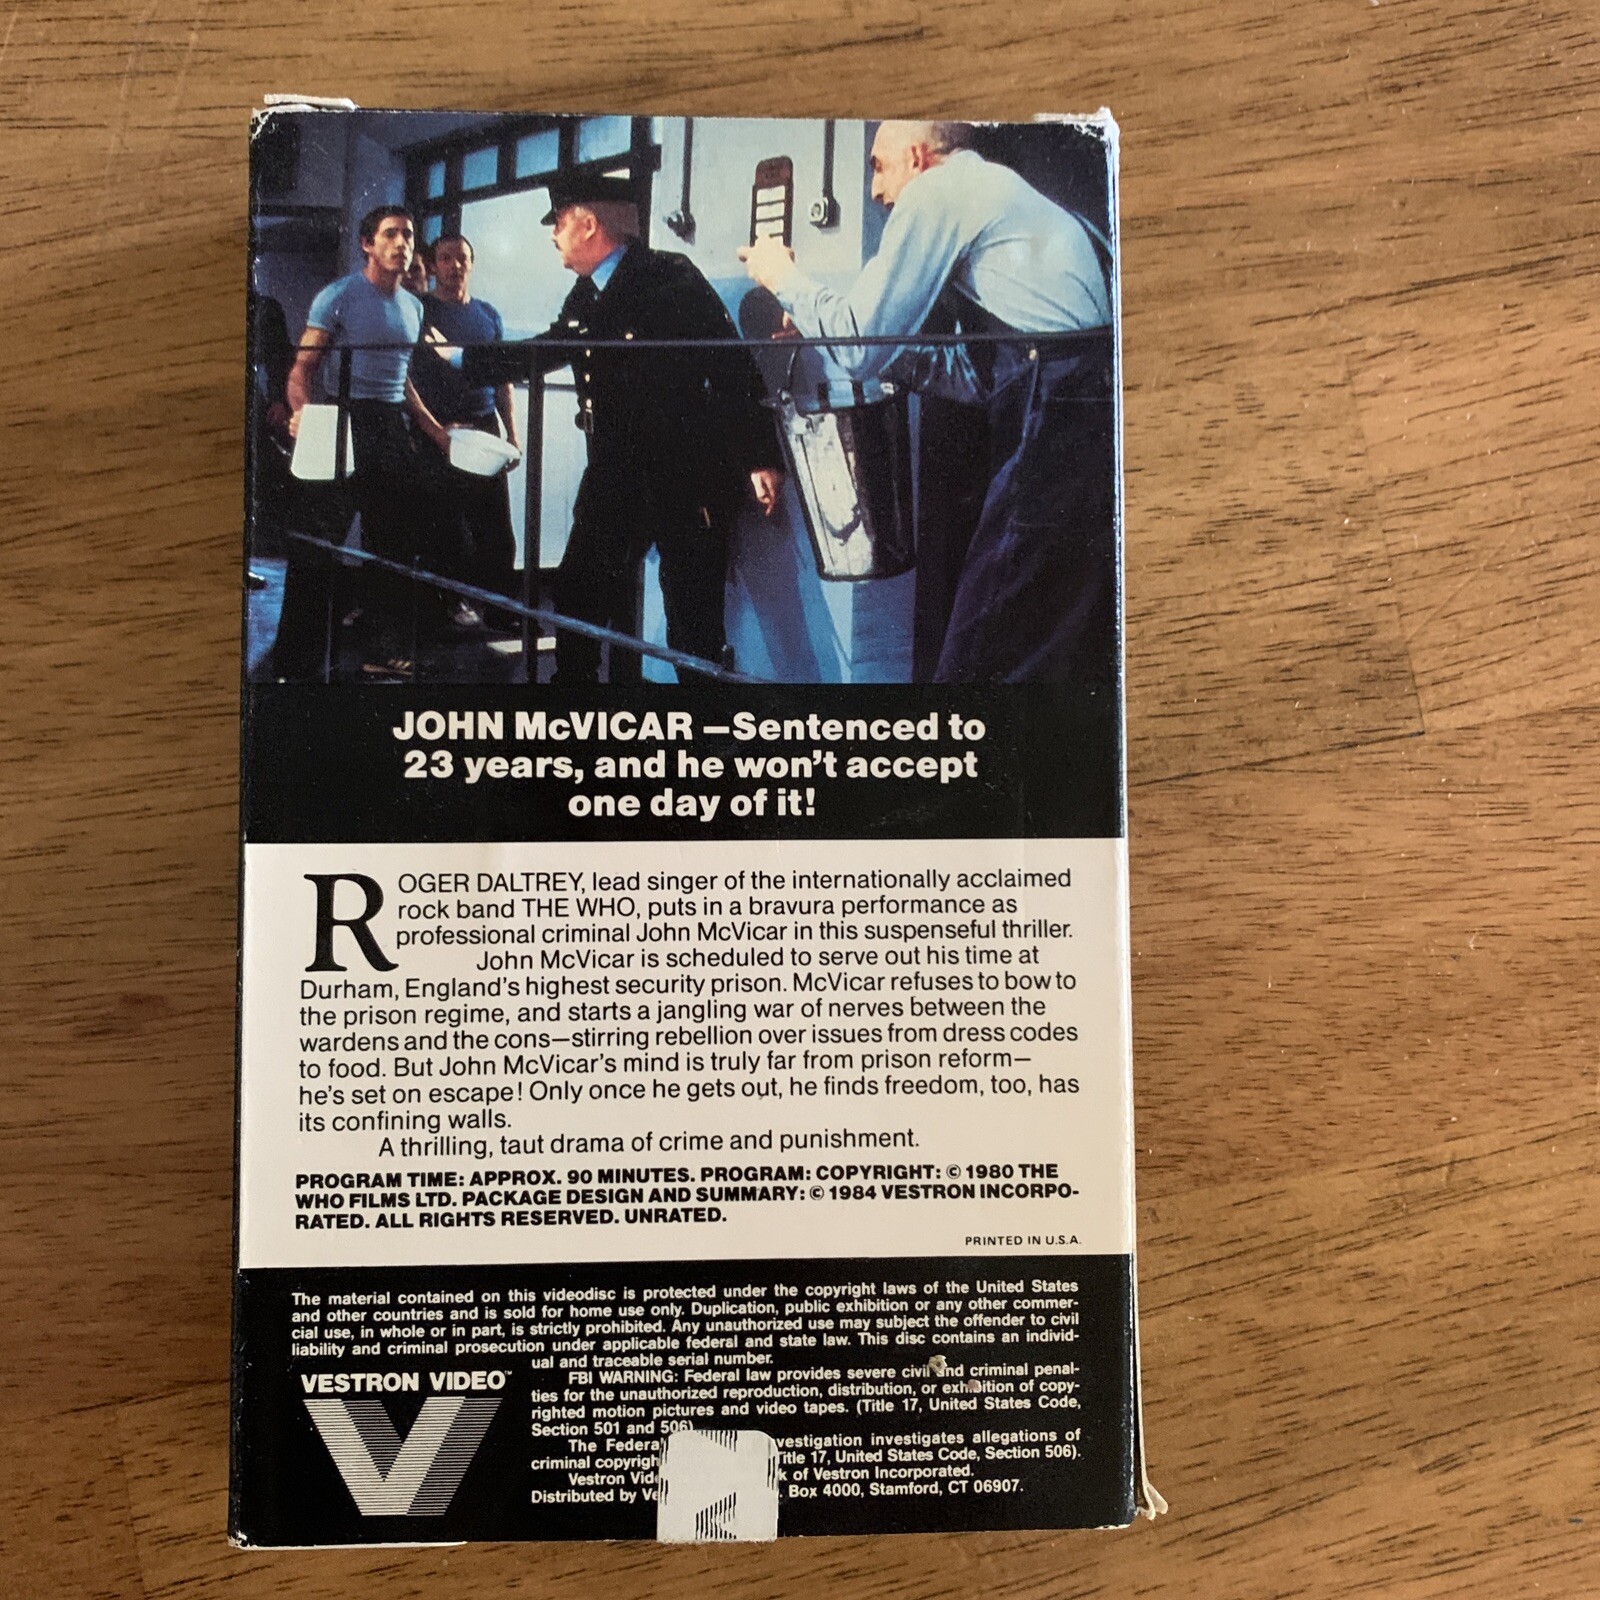 JOHN McVICAR —Sentenced to
23 years, and he won't accept
one day of it!
ROGER DALTREY, lead singer of the internationally acclaimed
rock band THE WHO, puts in a bravura performance as
professional criminal John McVicar in this suspenseful thriller.
John McVicar is scheduled to serve out his time at
Durham, England's highest security prison. McVicar refuses to bow to
the prison regime, and starts a jangling war of nerves between the
wardens and the cons—stirring rebellion over issues from dress codes
to food. But John McVicar's mind is truly far from prison reform—
he's set on escape! Only once he gets out, he finds freedom, too, has
its confining walls.
A thrilling, taut drama of crime and punishment.
PROGRAM TIME: APPROX. 90 MINUTES. PROGRAM: COPYRIGHT: © 1980 THE
WHO FILMS LTD. PACKAGE DESIGN AND SUMMARY: © 1984 VESTRON INCORPO-
RATED. ALL RIGHTS RESERVED. UNRATED.
PRINTED IN U.S.A.
The material contained on this videodisc is protected under the copyright laws of the United States
and other countries and is sold for home use only. Duplication, public exhibition or any other commer-
cial use, in whole or in part, is strictly prohibited. Any unauthorized use may subject the offender to civil
liability and criminal prosecution under applicable federal and state law. This disc contains an individ-
ual and traceable serial number.
FBI WARNING: Federal law provides severe civil and criminal penal-
ties for the unauthorized reproduction, distribution, or exhibition of copy-
righted motion pictures and video tapes. (Title 17, United States Code,
Section 501 and 506).
The Federal investigation investigates allegations of
criminal copyrigh Title 17, United States Code, Section 506).
Vestron Vid k of Vestron Incorporated.
Distributed by Ve . Box 4000, Stamford, CT 06907.
VESTRON VIDEO™
V